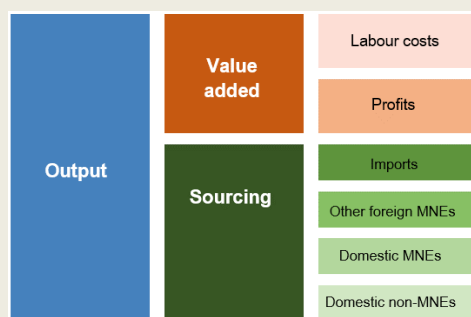 Output
Value
added
Sourcing
Labour costs
Profits
Imports
Other foreign MNEs
Domestic MNEs
Domestic non-MNEs